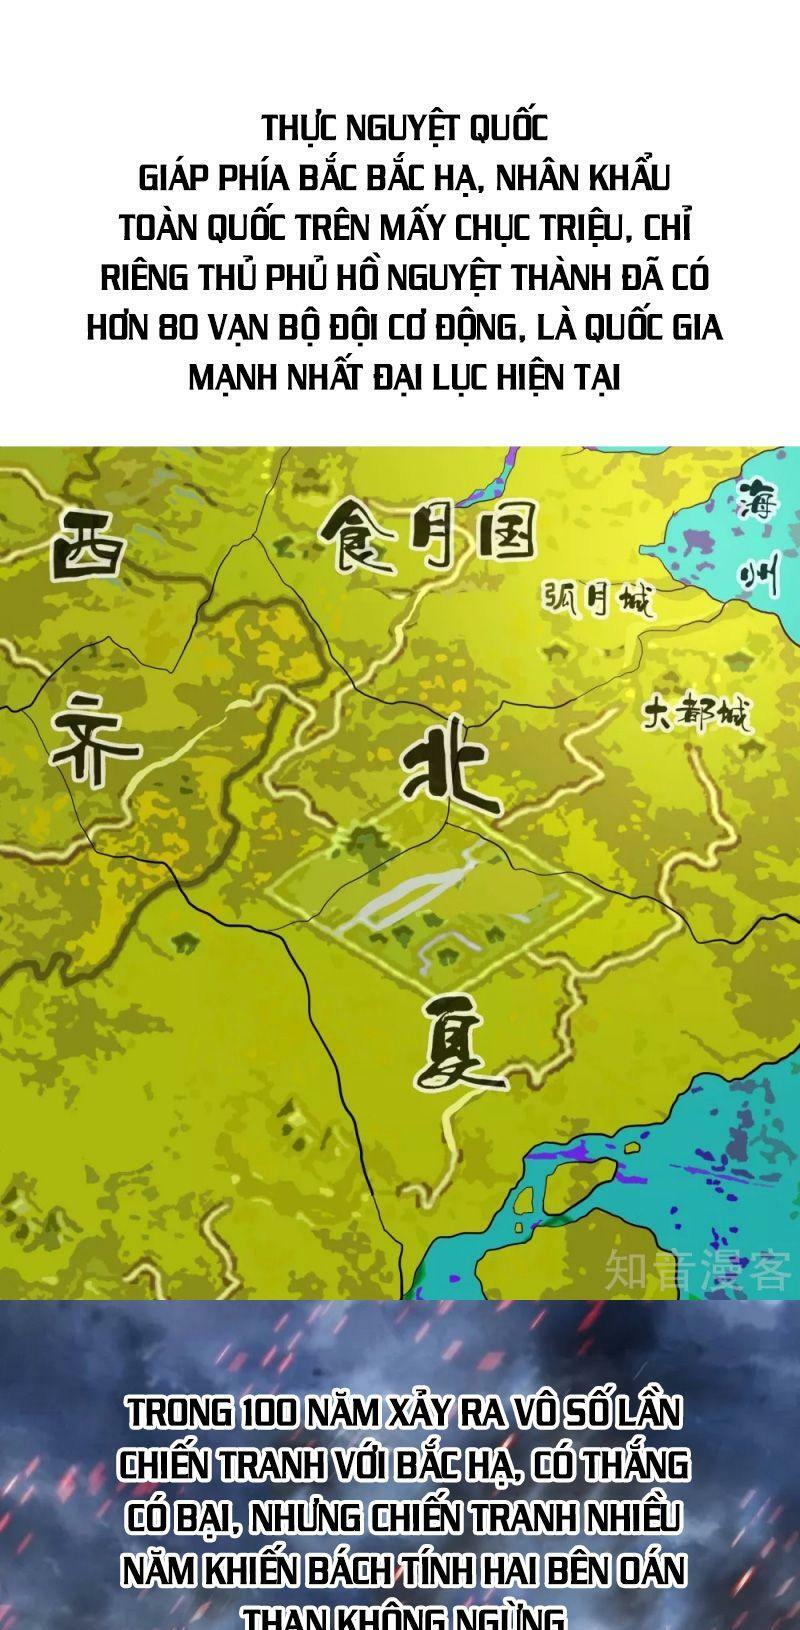 THỰC NGUYỆT QUỐC
GIÁP PHÍA BẮC BẮC HẠ, NHÂN KHẨU
TOÀN QUỐC TRÊN MẤY CHỤC TRIỆU, CHỈ
RIÊNG THỦ PHỦ HỒ NGUYỆT THÀNH ĐÃ CÓ
HƠN 80 VẠN BỘ ĐỘI CƠ ĐỘNG, LÀ QUỐC GIA
MẠNH NHẤT ĐẠI LỤC HIỆN TẠI
西
齐
食月国
弧月城
海
州
大都城
北
夏
知音漫客
TRONG 100 NĂM XẢY RA VÔ SỐ LẦN
CHIẾN TRANH VỚI BẮC HẠ, CÓ THẮNG
CÓ BẠI, NHƯNG CHIẾN TRANH NHIỀU
NĂM KHIẾN BÁCH TÍNH HAI BÊN OÁN
THAN KHÔNG NGỪNG